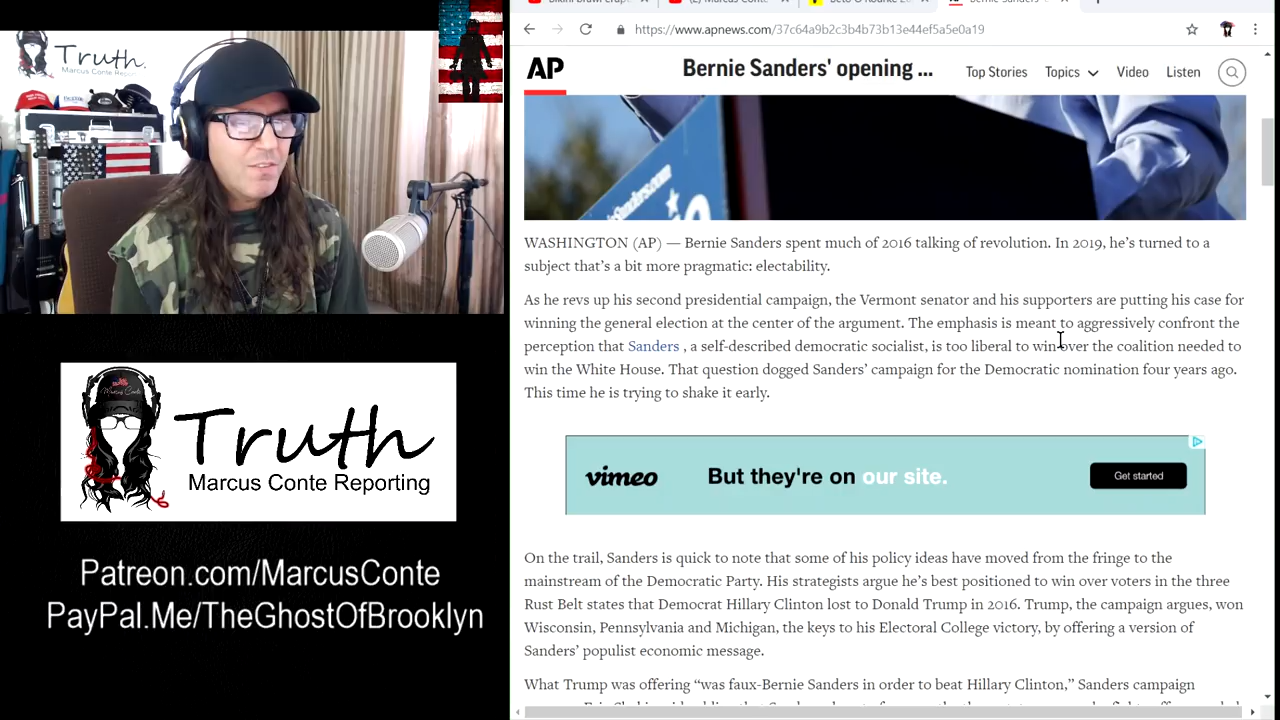 Truth.
Marcus Conte Report
Truth
Marcus Conte Reporting
Patreon.com/MarcusConte
PayPal.Me/TheGhostOfBrooklyn
https://www.apnews.com/37c64a9b2c3b4b71b13e44ef5a5e0a19
AP
Bernie Sanders' opening ...
Top Stories
Topics
Video
Listen
WASHINGTON (AP) — Bernie Sanders spent much of 2016 talking of revolution. In 2019, he's turned to a
subject that's a bit more pragmatic: electability.
As he revs up his second presidential campaign, the Vermont senator and his supporters are putting his case for
winning the general election at the center of the argument. The emphasis is meant to aggressively confront the
perception that Sanders , a self-described democratic socialist, is too liberal to win over the coalition needed to
win the White House. That question dogged Sanders' campaign for the Democratic nomination four years ago.
This time he is trying to shake it early.
vimeo
But they're on our site.
Get started
On the trail, Sanders is quick to note that some of his policy ideas have moved from the fringe to the
mainstream of the Democratic Party. His strategists argue he's best positioned to win over voters in the three
Rust Belt states that Democrat Hillary Clinton lost to Donald Trump in 2016. Trump, the campaign argues, won
Wisconsin, Pennsylvania and Michigan, the keys to his Electoral College victory, by offering a version of
Sanders' populist economic message.
What Trump was offering “was faux-Bernie Sanders in order to beat Hillary Clinton,” Sanders campaign